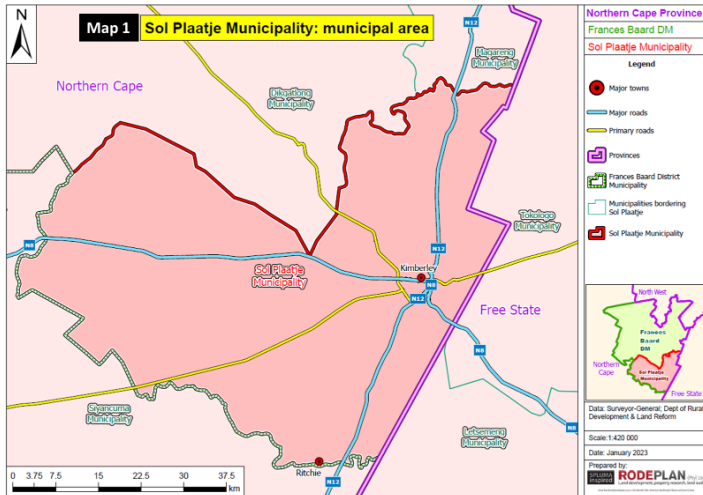 N
Map 1
Sol Plaatje Municipality: municipal area
N12
Magareng
Municipality
Northern Cape
Dikgatlong
Municipality
Tokologo
Municipality
N8
N12
Sol Plaatje
Municipality
Kimberley
N8
N12
Free State
N8
Siyancuma
Municipality
Letsemeng
Municipality
N8
Ritchie
N12
0 3.75 7.5 15 22.5 30 37.5
km
Northern Cape Province
Frances Baard DM
Sol Plaatje Municipality
Legend
Major towns
Major roads
Primary roads
Provinces
Frances Baard District
Municipality
Municipalities bordering
Sol Plaatje
Sol Plaatje Municipality
North West
Frances
Baard
DM
Northern
Cape
Sol Plaatje
Municipality
Free State
Data: Surveyor-General; Dept of Rural
Development & Land Reform
Scale:1:420 000
Date: January 2023
Prepared by:
SPLUMA
inspired
RODEPLAN